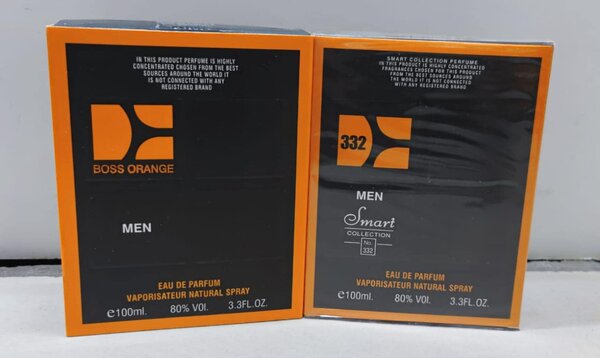 IN THIS PRODUCT PERFUME IS HIGHLY
CONCENTRATED CHOSEN FROM THE BEST
SOURCES AROUND THE WORLD IT
IS NOT CONNECTED WITH ANY
REGISTERED BRAND
BOSS ORANGE
MEN
EAU DE PARFUM
VAPORISATEUR NATURAL SPRAY
e100ml. 80% VOl. 3.3FL.OZ.
SMART COLLECTION PERFUME
IN THIS PRODUCT IS HIGHLY CONCENTRATED
FRAGRANCES CHOSEN FOR THIS PRODUCT
FROM THE BEST SOURCES AROUND
THE WORLD IT IS NOT CONNECTED
WITH ANY REGISTERED BRAND
332
MEN
Smart
COLLECTION
No.
332
EAU DE PARFUM
VAPORISATEUR NATURAL SPRAY
e100ml. 80% VOl. 3.3FL.OZ.